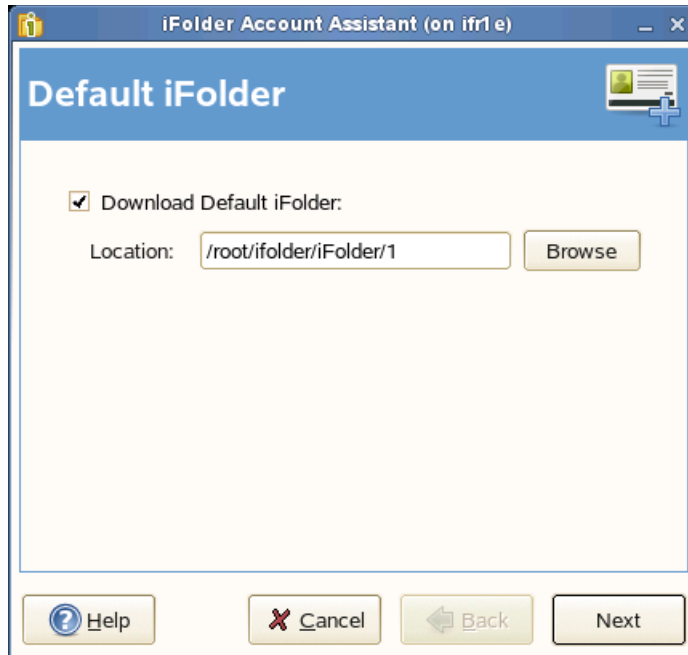 iFolder Account Assistant (on ifr1e)
Default iFolder
Download Default iFolder:
Location: /root/ifolder/iFolder/1 Browse
Help Cancel Back Next